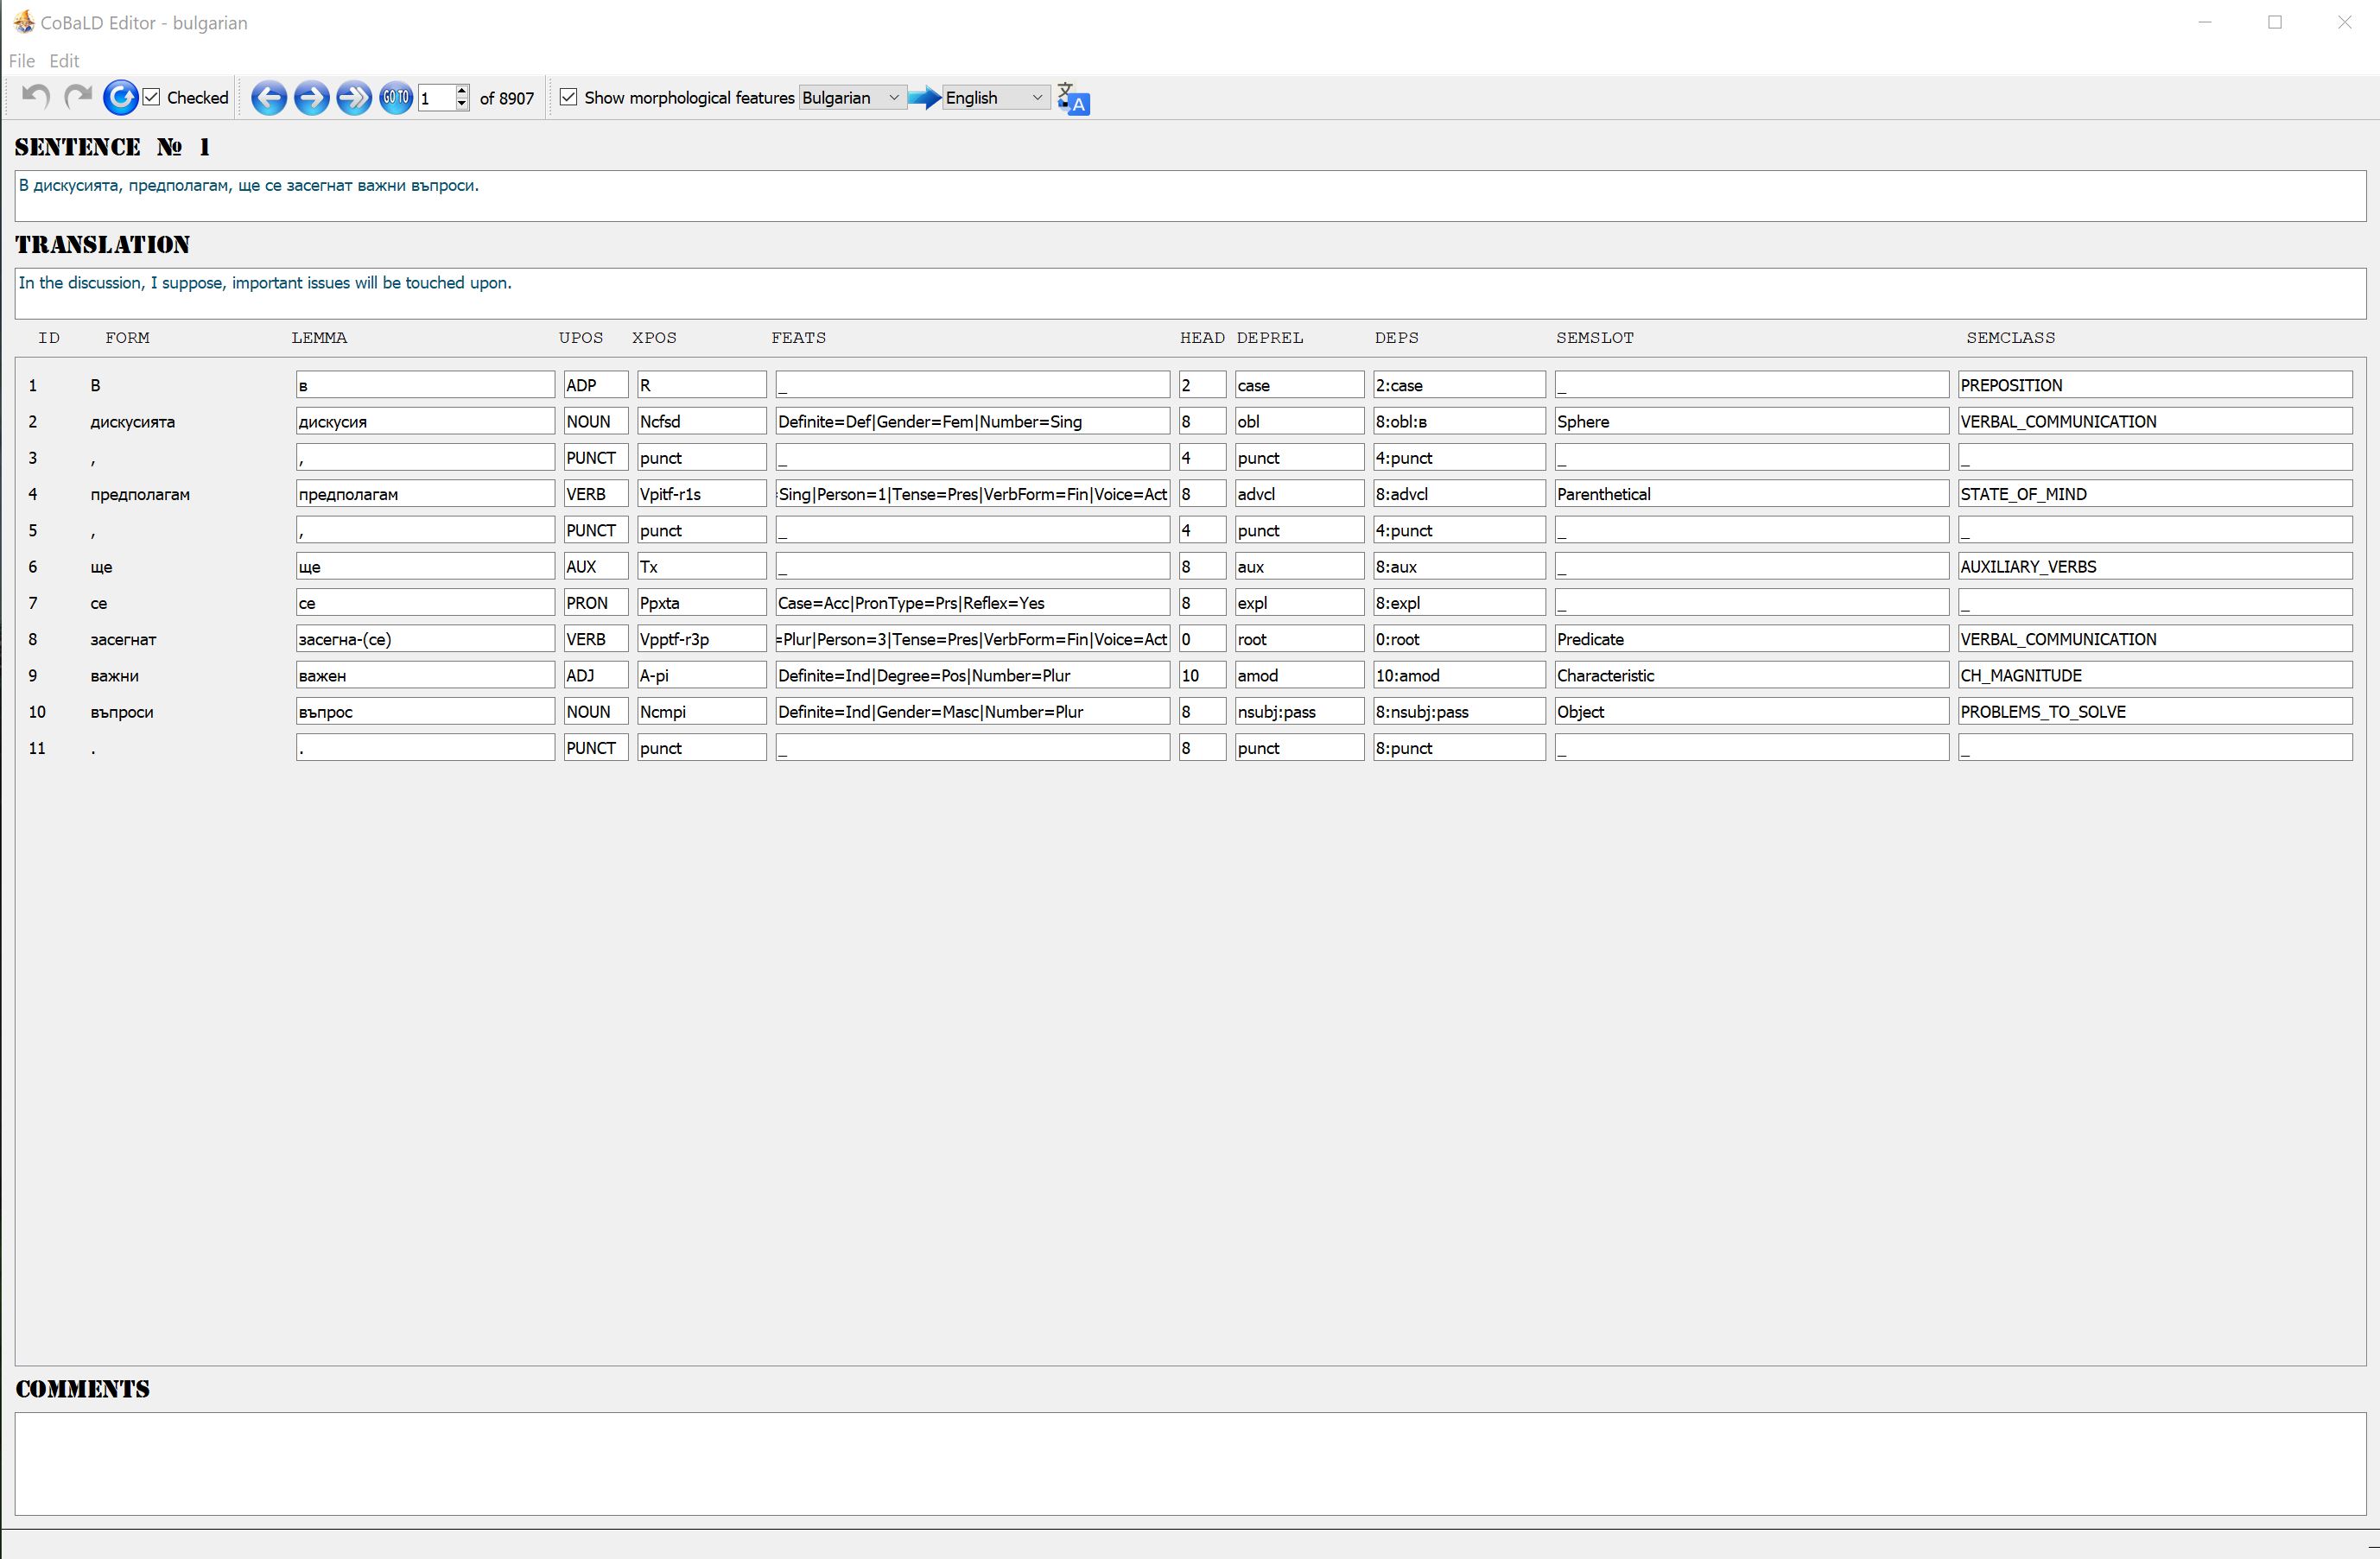 CoBaLD Editor - bulgarian
File Edit
Checked GO TO 1 of 8907 Show morphological features Bulgarian English 文 A
SENTENCE № 1
В дискусията, предполагам, ще се засегнат важни въпроси.
TRANSLATION
In the discussion, I suppose, important issues will be touched upon.
ID FORM LEMMA UPOS XPOS FEATS HEAD DEPREL DEPS SEMSLOT SEMCLASS
1 В в ADP R _ 2 case 2:case _ PREPOSITION
2 дискусията дискусия NOUN Ncfsd Definite=Def|Gender=Fem|Number=Sing 8 obl 8:obl:в Sphere VERBAL_COMMUNICATION
3 , , PUNCT punct _ 4 punct 4:punct _ _
4 предполагам предполагам VERB Vpitf-r1s =Sing|Person=1|Tense=Pres|VerbForm=Fin|Voice=Act 8 advcl 8:advcl Parenthetical STATE_OF_MIND
5 , , PUNCT punct _ 4 punct 4:punct _ _
6 ще ще AUX Tx _ 8 aux 8:aux _ AUXILIARY_VERBS
7 се се PRON Ppxta Case=Acc|PronType=Prs|Reflex=Yes 8 expl 8:expl _ _
8 засегнат засегна-(се) VERB Vpptf-r3p =Plur|Person=3|Tense=Pres|VerbForm=Fin|Voice=Act 0 root 0:root Predicate VERBAL_COMMUNICATION
9 важни важен ADJ A-pi Definite=Ind|Degree=Pos|Number=Plur 10 amod 10:amod Characteristic CH_MAGNITUDE
10 въпроси въпрос NOUN Ncmpi Definite=Ind|Gender=Masc|Number=Plur 8 nsubj:pass 8:nsubj:pass Object PROBLEMS_TO_SOLVE
11 . . PUNCT punct _ 8 punct 8:punct _ _
COMMENTS